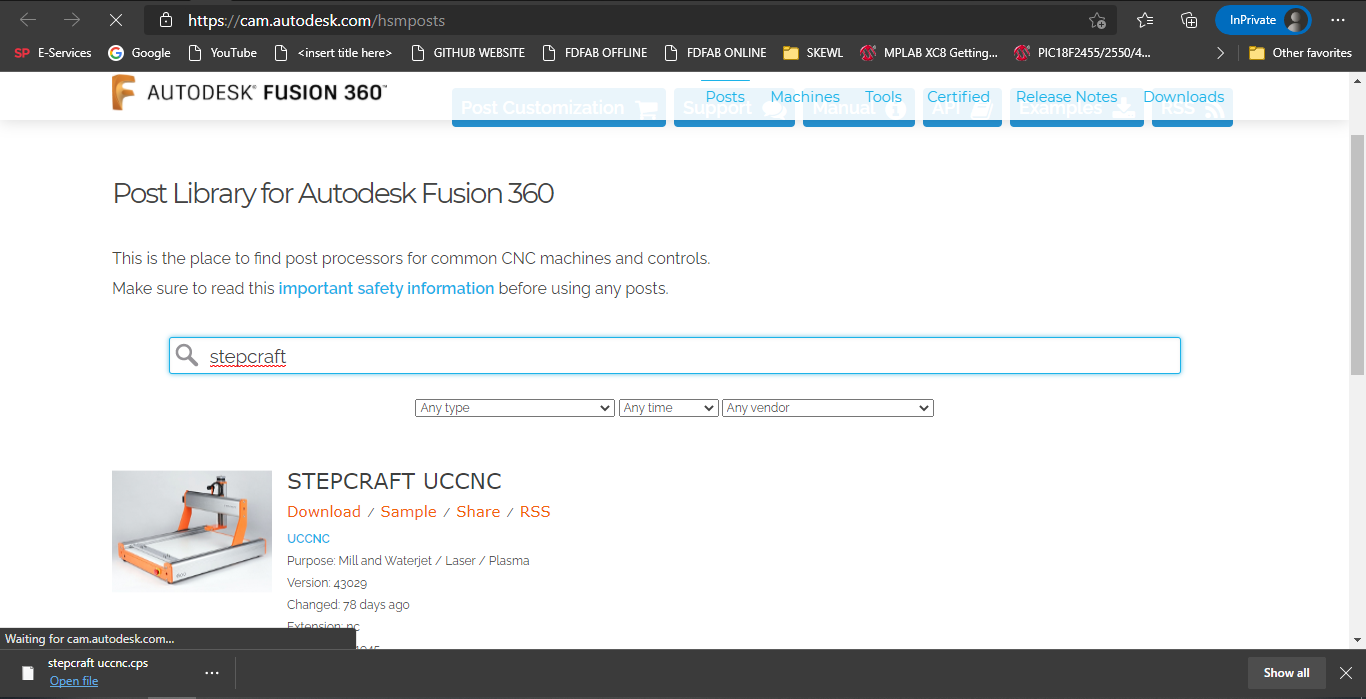 https://cam.autodesk.com/hsmposts
InPrivate
SP E-Services Google YouTube <insert title here> GITHUB WEBSITE FDFAB OFFLINE FDFAB ONLINE SKEWL MPLAB XC8 Getting... PIC18F2455/2550/4... Other favorites
AUTODESK® FUSION 360™
Posts Machines Tools Certified Release Notes Downloads
Post Customization Support Manual API Examples RSS
Post Library for Autodesk Fusion 360
This is the place to find post processors for common CNC machines and controls.
Make sure to read this important safety information before using any posts.
stepcraft
Any type Any time Any vendor
STEPCRAFT UCCNC
Download / Sample / Share / RSS
UCCNC
Purpose: Mill and Waterjet / Laser / Plasma
Version: 43029
Changed: 78 days ago
Extension: nc
Waiting for cam.autodesk.com...
stepcraft uccnc.cps
Open file
Show all